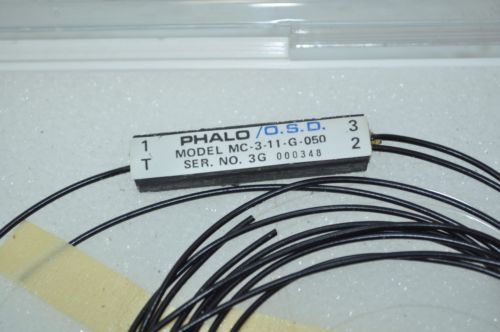 1 PHALO /O.S.D. 3
T MODEL MC-3-11-G-050 2
SER. NO. 3G 000348